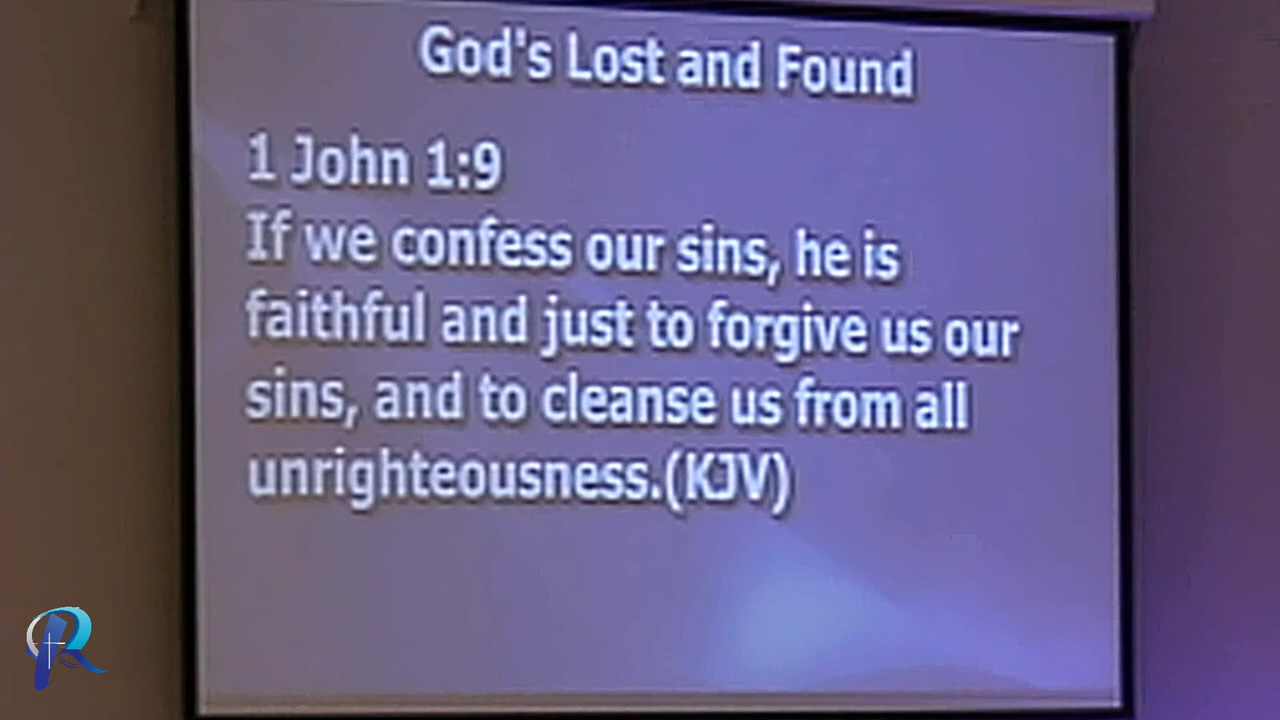 God's Lost and Found
1 John 1:9
If we confess our sins, he is
faithful and just to forgive us our
sins, and to cleanse us from all
unrighteousness.(KJV)
R